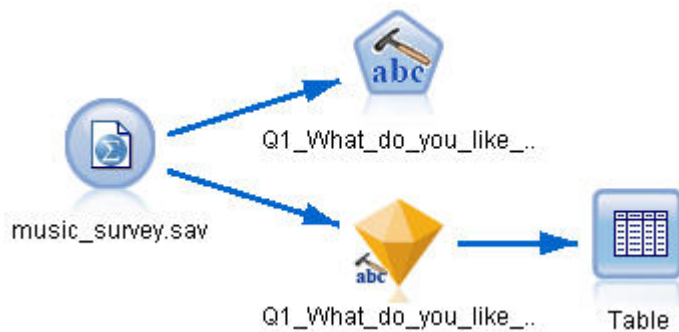 abc
Q1_What_do_you_like_..
music_survey.sav
abc
Q1_What_do_you_like_..
Table